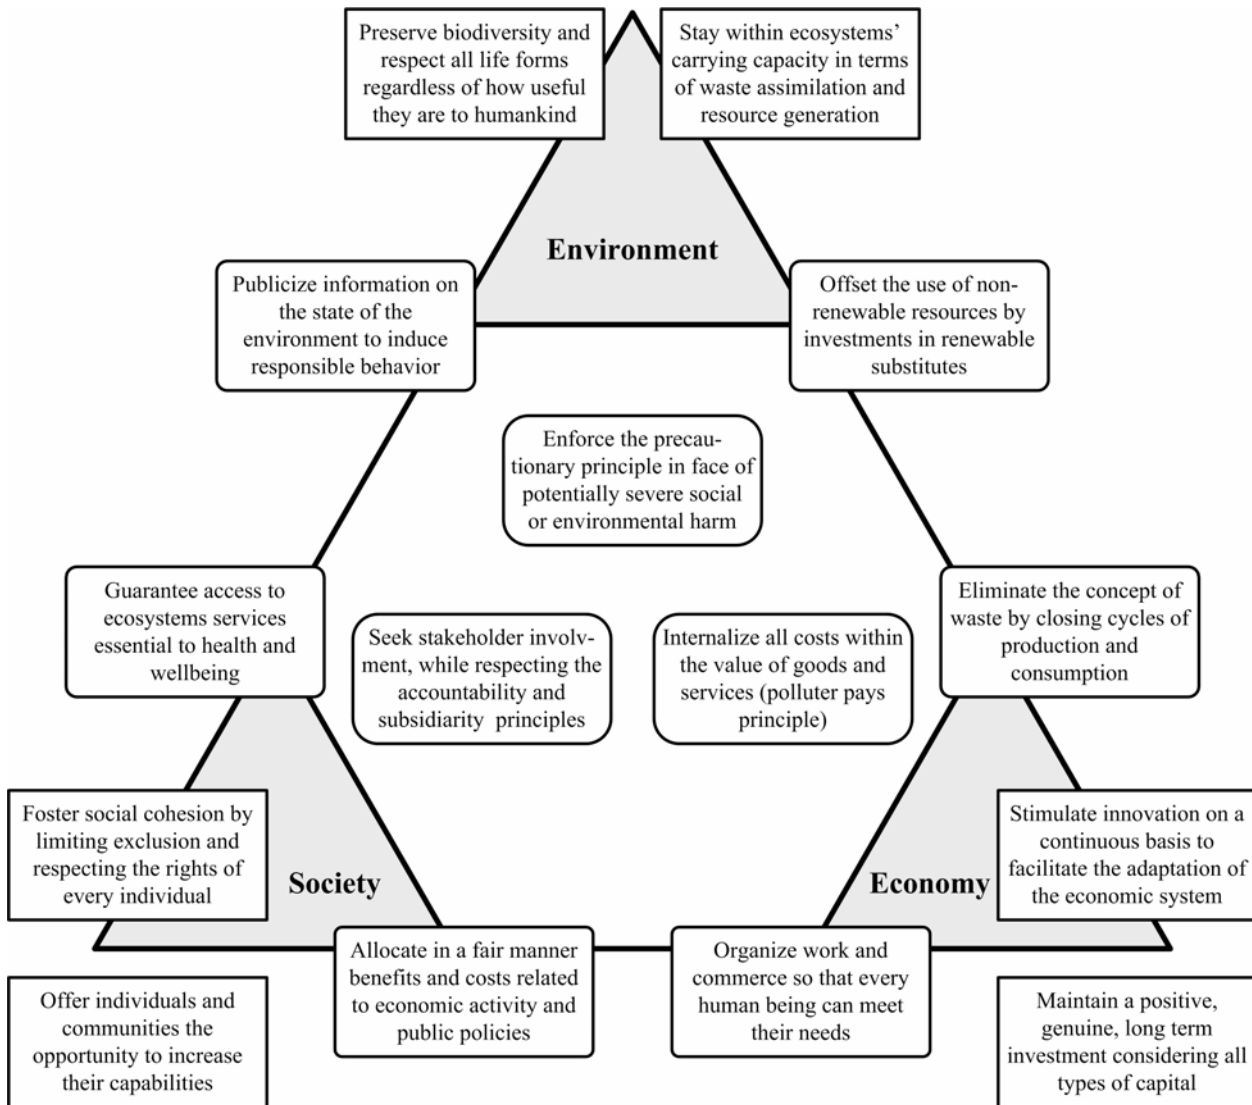 Preserve biodiversity and
respect all life forms
regardless of how useful
they are to humankind
Stay within ecosystems’
carrying capacity in terms
of waste assimilation and
resource generation
Environment
Publicize information on
the state of the
environment to induce
responsible behavior
Offset the use of non-
renewable resources by
investments in renewable
substitutes
Enforce the precau-
tionary principle in face of
potentially severe social
or environmental harm
Guarantee access to
ecosystems services
essential to health and
wellbeing
Seek stakeholder involv-
ment, while respecting the
accountability and
subsidiarity principles
Internalize all costs within
the value of goods and
services (polluter pays
principle)
Eliminate the concept of
waste by closing cycles of
production and
consumption
Foster social cohesion by
limiting exclusion and
respecting the rights of
every individual
Society
Economy
Stimulate innovation on a
continuous basis to
facilitate the adaptation of
the economic system
Allocate in a fair manner
benefits and costs related
to economic activity and
public policies
Organize work and
commerce so that every
human being can meet
their needs
Offer individuals and
communities the
opportunity to increase
their capabilities
Maintain a positive,
genuine, long term
investment considering all
types of capital